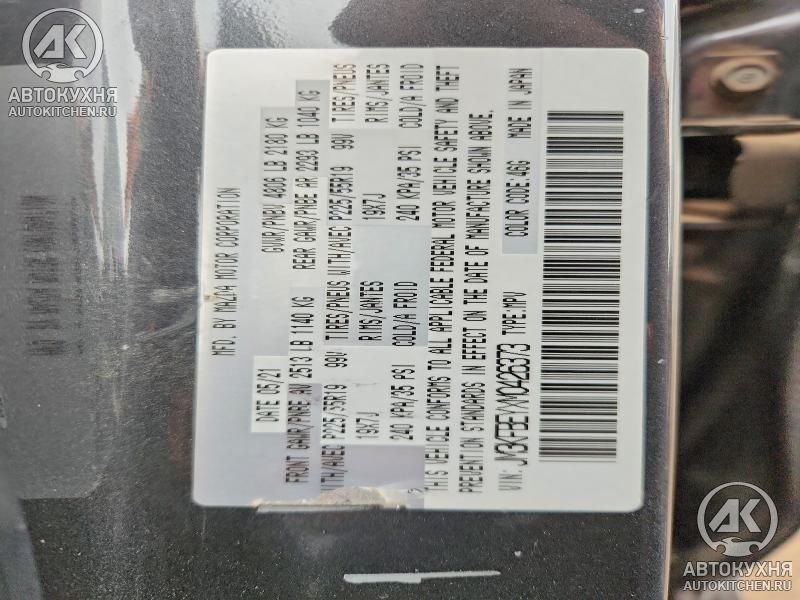 АК
АВТОКУХНЯ
AUTOKITCHEN.RU
MFD. BY MAZDA MOTOR CORPORATION
DATE 05/21 GVWR/PNBV 4808 LB 2180 KG
FRONT GAWR/PNBE AV 2513 LB 1140 KG REAR GAWR/PNBE AR 2293 LB 1040 KG
WITH/AVEC P225/55R19 99V TIRES/PNEUS WITH/AVEC P225/55R19 99V TIRES/PNEUS
19X7J RIMS/JANTES 19X7J RIMS/JANTES
240 KPA/35 PSI COLD/A FROID 240 KPA/35 PSI COLD/A FROID
THIS VEHICLE CONFORMS TO ALL APPLICABLE FEDERAL MOTOR VEHICLE SAFETY AND THEFT
PREVENTION STANDARDS IN EFFECT ON THE DATE OF MANUFACTURE SHOWN ABOVE.
VIN: TYPE:MPV COLOR CODE:46G MADE IN JAPAN
АК
АВТОКУХНЯ
AUTOKITCHEN.RU